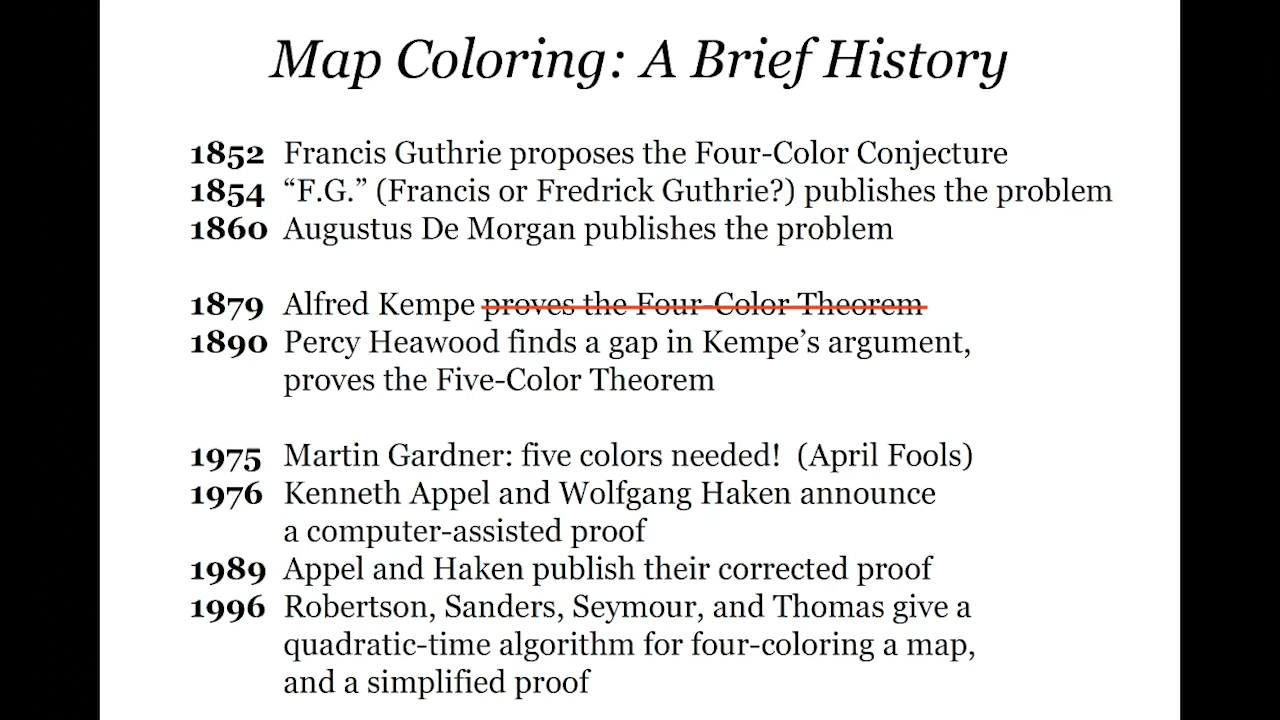 Map Coloring: A Brief History
1852 Francis Guthrie proposes the Four-Color Conjecture
1854 “F.G.” (Francis or Fredrick Guthrie?) publishes the problem
1860 Augustus De Morgan publishes the problem
1879 Alfred Kempe proves the Four-Color Theorem
1890 Percy Heawood finds a gap in Kempe’s argument,
proves the Five-Color Theorem
1975 Martin Gardner: five colors needed! (April Fools)
1976 Kenneth Appel and Wolfgang Haken announce
a computer-assisted proof
1989 Appel and Haken publish their corrected proof
1996 Robertson, Sanders, Seymour, and Thomas give a
quadratic-time algorithm for four-coloring a map,
and a simplified proof